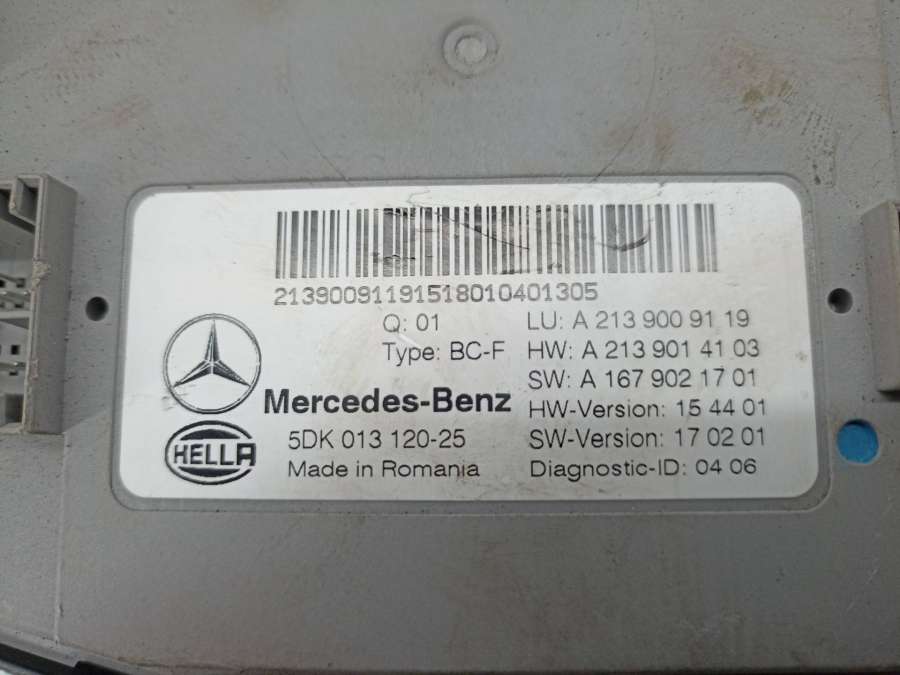 21390091191518010401305
Q: 01 LU: A 213 900 91 19
Type: BC-F HW: A 213 901 41 03
SW: A 167 902 17 01
Mercedes-Benz HW-Version: 15 44 01
HELLA 5DK 013 120-25 SW-Version: 17 02 01
Made in Romania Diagnostic-ID: 04 06